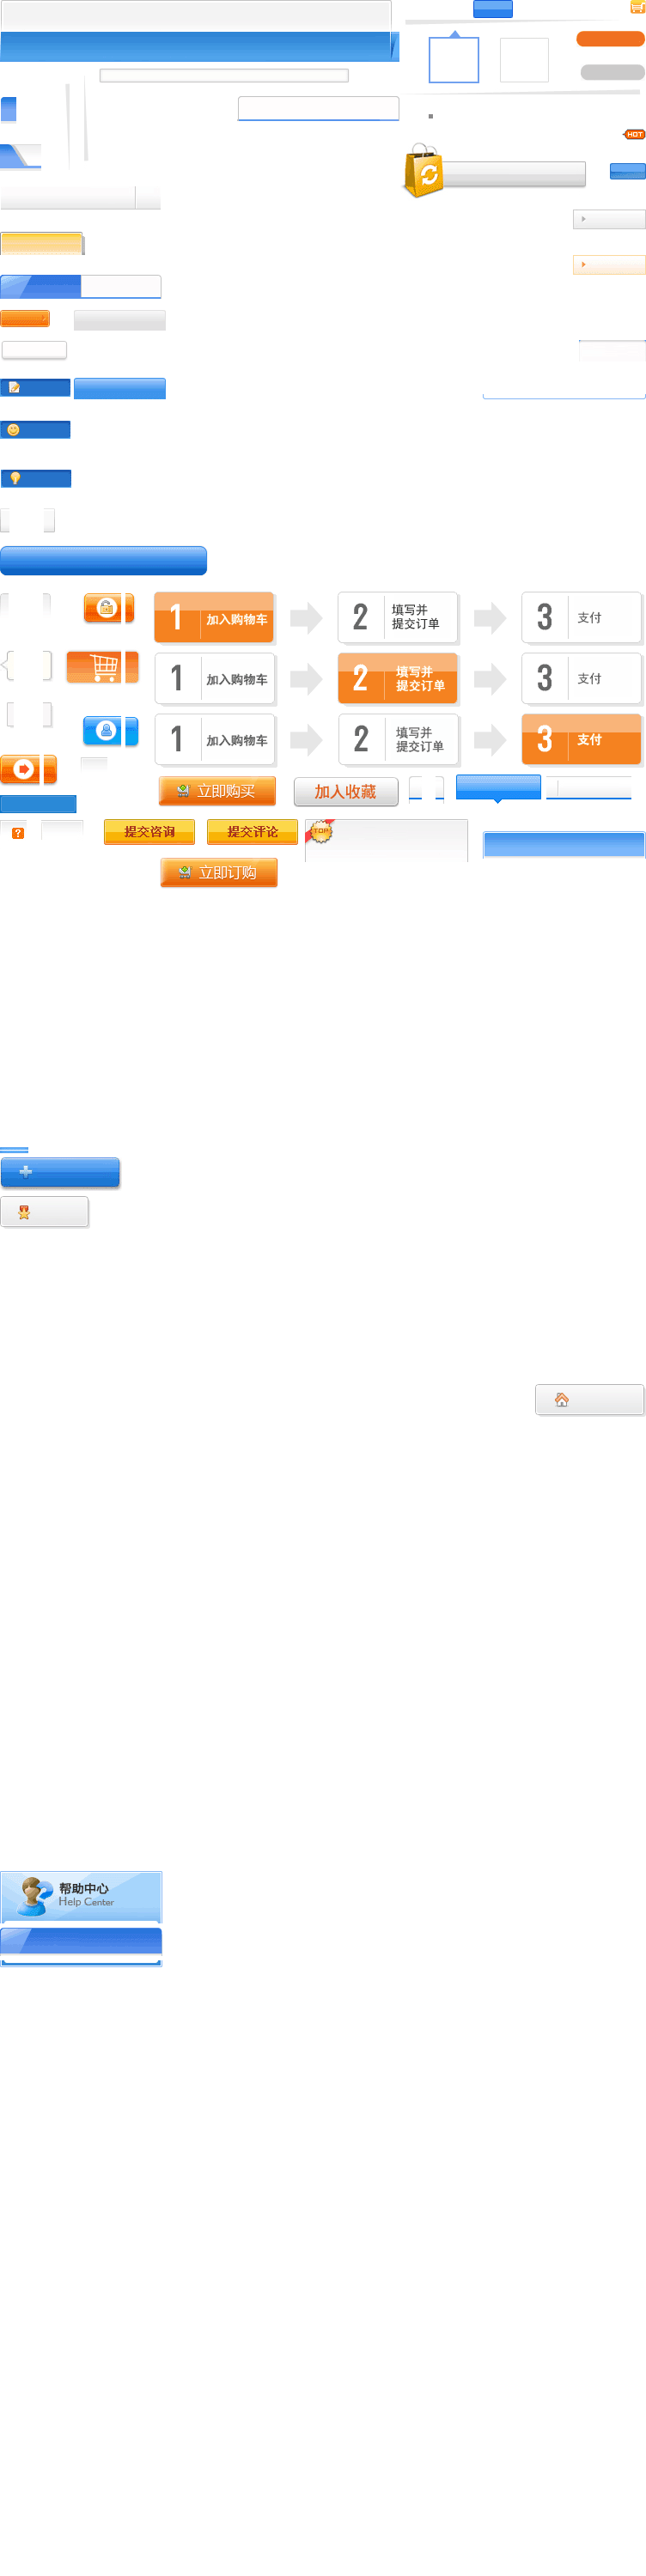 HOT
1 加入购物车
2 填写并
提交订单
3 支付
1 加入购物车
2 填写并
提交订单
3 支付
1 加入购物车
2 填写并
提交订单
3 支付
立即购买
加入收藏
提交咨询
提交评论
TOP
立即订购
帮助中心
Help Center